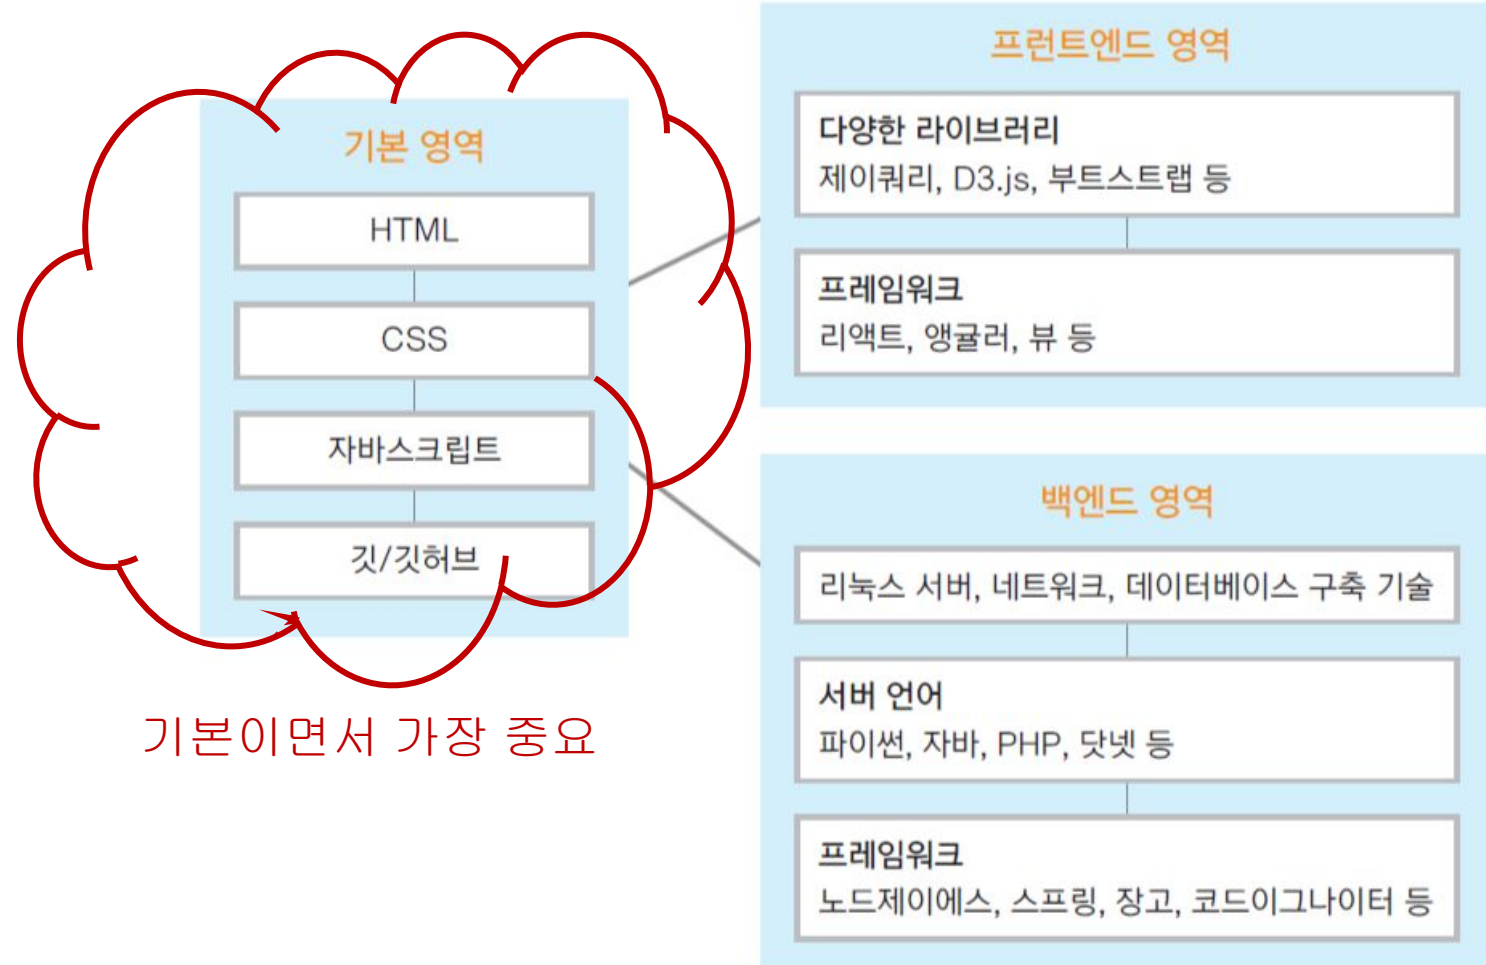 기본 영역
HTML
CSS
자바스크립트
깃/깃허브
기본이면서 가장 중요
프런트엔드 영역
다양한 라이브러리
제이쿼리, D3.js, 부트스트랩 등
프레임워크
리액트, 앵귤러, 뷰 등
백엔드 영역
리눅스 서버, 네트워크, 데이터베이스 구축 기술
서버 언어
파이썬, 자바, PHP, 닷넷 등
프레임워크
노드제이에스, 스프링, 장고, 코드이그나이터 등